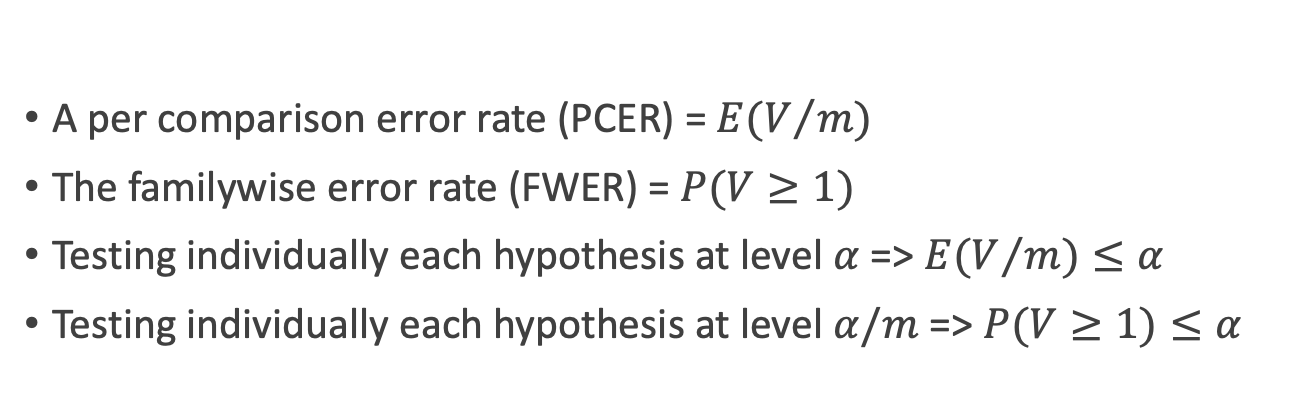 • A per comparison error rate (PCER) = E(V/m)
• The familywise error rate (FWER) = P(V ≥ 1)
• Testing individually each hypothesis at level α => E(V/m) ≤ α
• Testing individually each hypothesis at level α/m => P(V ≥ 1) ≤ α